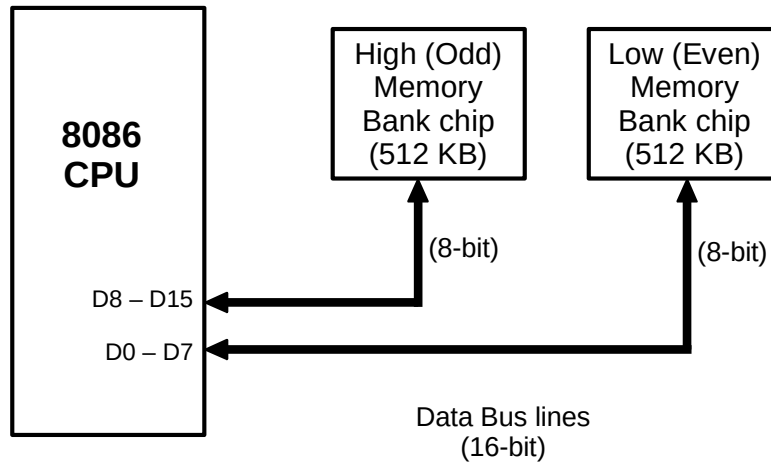 8086
CPU
High (Odd)
Memory
Bank chip
(512 KB)
Low (Even)
Memory
Bank chip
(512 KB)
(8-bit)
(8-bit)
D8 – D15
D0 – D7
Data Bus lines
(16-bit)